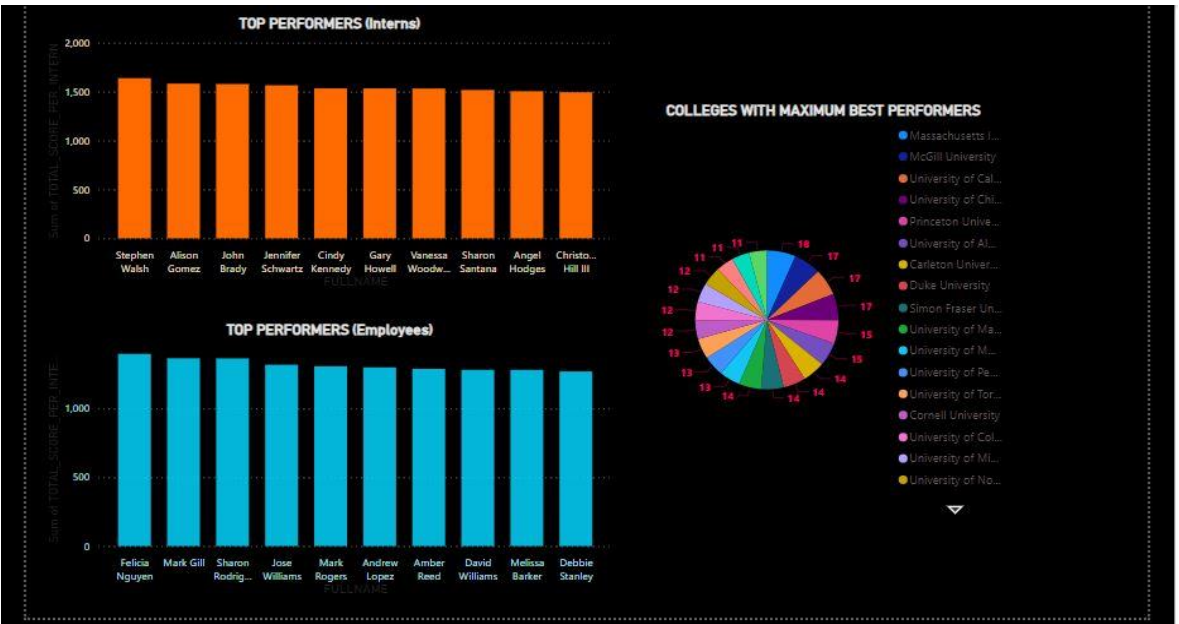 TOP PERFORMERS (Interns)
Sum of TOTAL_SCORE_PER_INTERN
2,000
1,500
1,000
500
0
Stephen Walsh
Alison Gomez
John Brady
Jennifer Schwartz
Cindy Kennedy
Gary Howell
Vanessa Woodw...
Sharon Santana
Angel Hodges
Christo... Hill III
FULLNAME
TOP PERFORMERS (Employees)
Sum of TOTAL_SCORE_PER_INTE
1,000
500
0
Felicia Nguyen
Mark Gill
Sharon Rodrig...
Jose Williams
Mark Rogers
Andrew Lopez
Amber Reed
David Williams
Melissa Barker
Debbie Stanley
FULLNAME
COLLEGES WITH MAXIMUM BEST PERFORMERS
18
17
17
17
15
15
14
14
14
14
14
13
13
13
12
12
12
12
11
11
11
Massachusetts I...
McGill University
University of Cal...
University of Chi...
Princeton Unive...
University of Al...
Carleton Univer...
Duke University
Simon Fraser Un...
University of Ma...
University of M...
University of Pe...
University of Tor...
Cornell University
University of Col...
University of Mi...
University of No...